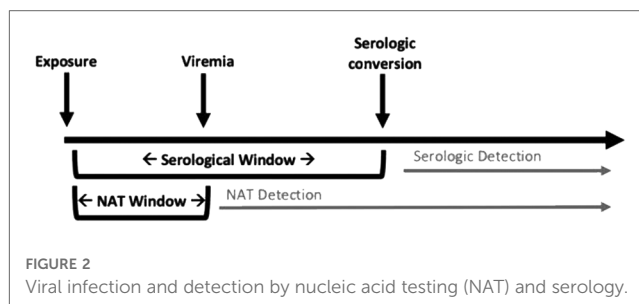 Exposure
Viremia
Serologic
conversion
← Serological Window →
Serologic Detection
← NAT Window →
NAT Detection
FIGURE 2
Viral infection and detection by nucleic acid testing (NAT) and serology.